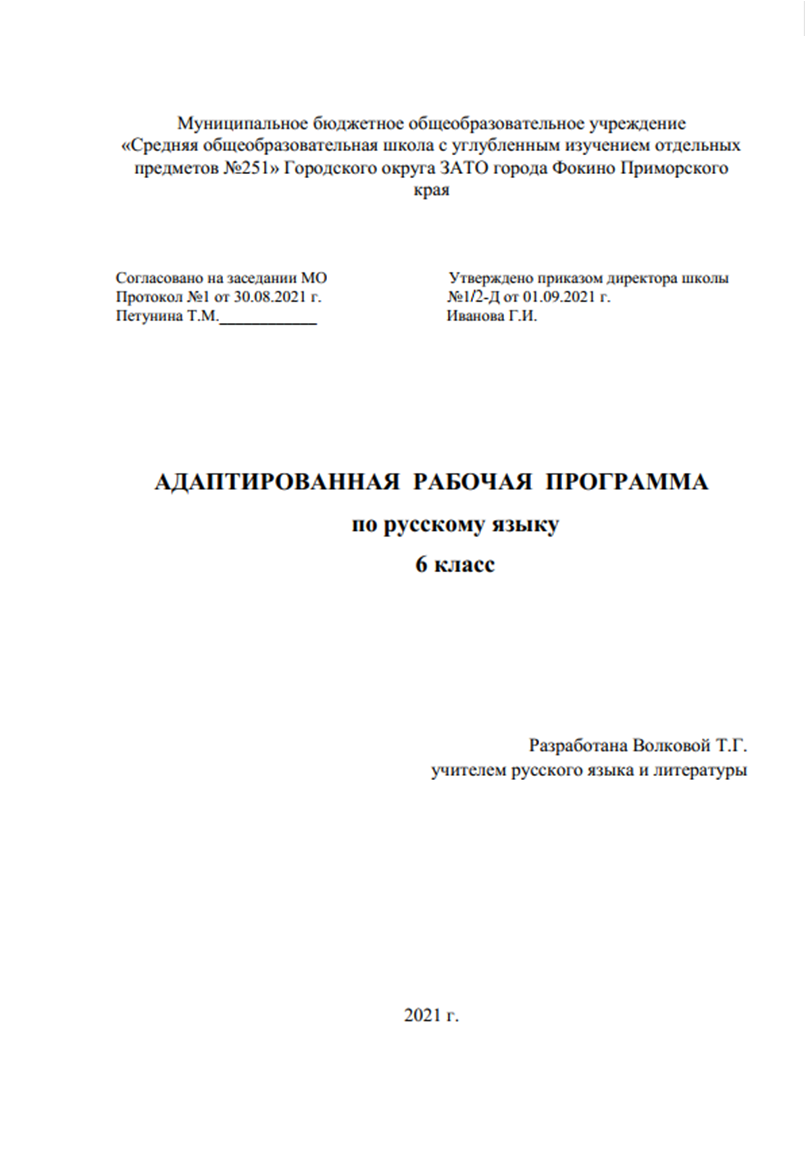 Муниципальное бюджетное общеобразовательное учреждение
«Средняя общеобразовательная школа с углубленным изучением отдельных
предметов №251» Городского округа ЗАТО города Фокино Приморского
края
Согласовано на заседании МО Утверждено приказом директора школы
Протокол №1 от 30.08.2021 г. №1/2-Д от 01.09.2021 г.
Петунина Т.М.____________ Иванова Г.И.
АДАПТИРОВАННАЯ РАБОЧАЯ ПРОГРАММА
по русскому языку
6 класс
Разработана Волковой Т.Г.
учителем русского языка и литературы
2021 г.